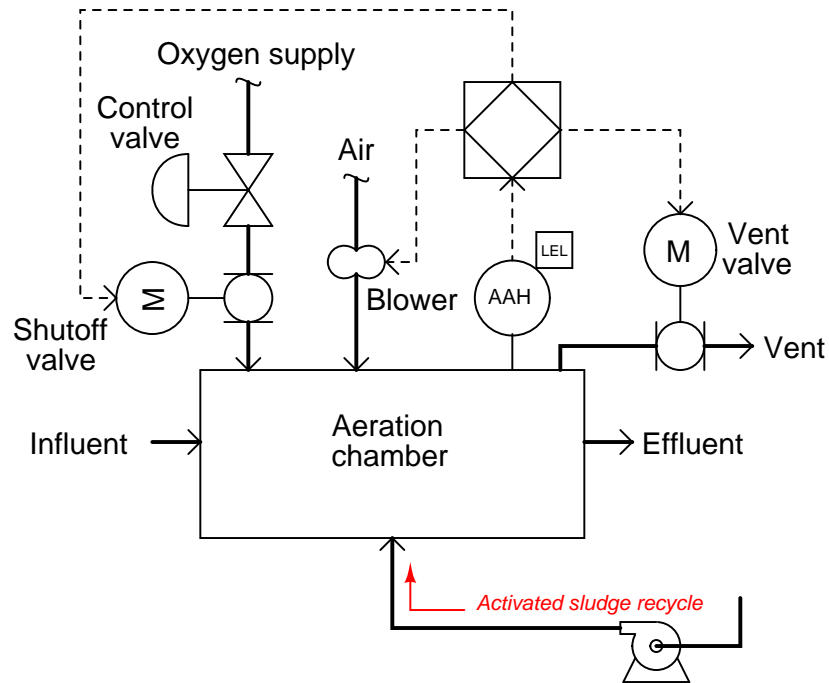 Oxygen supply
Control
valve
Air
LEL
M
Vent
valve
AAH
M
Blower
Shutoff
valve
Vent
Influent
Aeration
chamber
Effluent
Activated sludge recycle